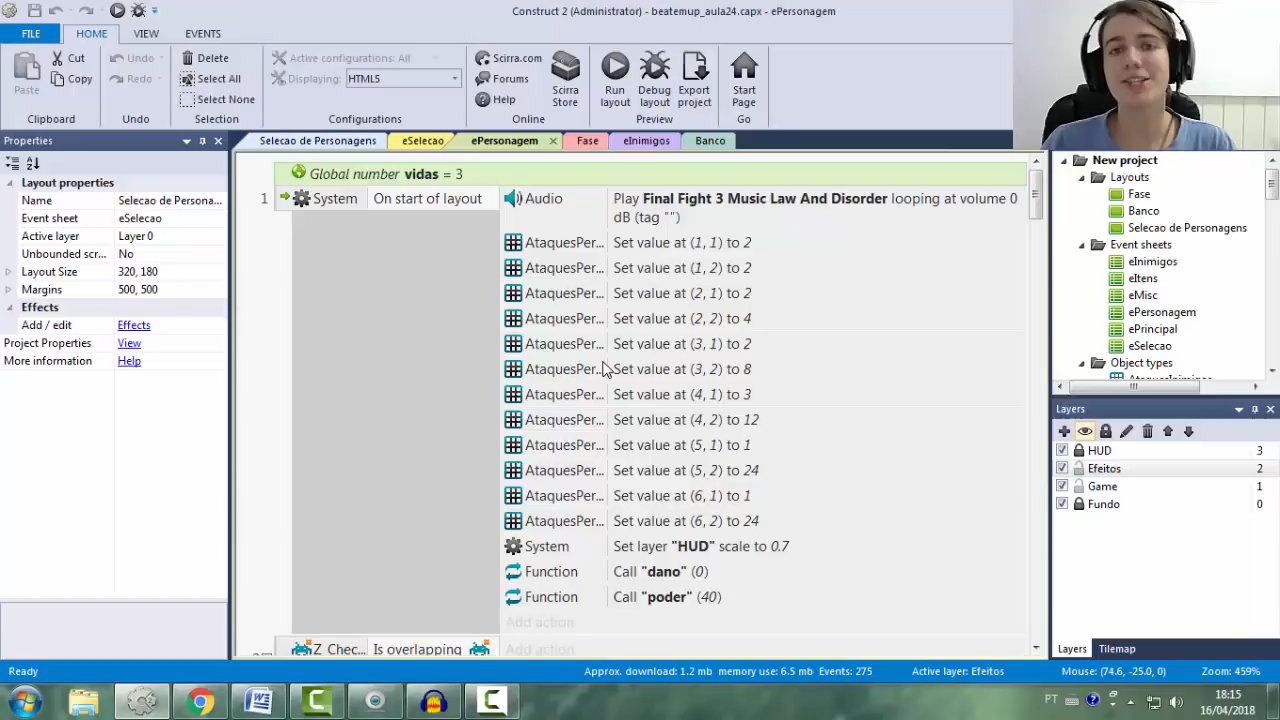 Construct 2 (Administrator) - beatemup_aula24.capx - ePersonagem
FILE HOME VIEW EVENTS
Paste Cut Copy Clipboard
Undo Redo Undo
Delete Select All Select None Selection
Active configurations: All
Displaying: HTML5
Configurations
Scirra.com Forums Help Scirra Store Online
Run layout Debug layout Export project Preview
Start Page Go
Properties
Layout properties
Name Selecao de Persona...
Event sheet eSelecao
Active layer Layer 0
Unbounded scr... No
Layout Size 320, 180
Margins 500, 500
Effects
Add / edit Effects
Project Properties View
More information Help
Selecao de Personagens eSelecao ePersonagem Fase eInimigos Banco
Global number vidas = 3
1 System On start of layout Audio Play Final Fight 3 Music Law And Disorder looping at volume 0
dB (tag "")
AtaquesPer... Set value at (1, 1) to 2
AtaquesPer... Set value at (1, 2) to 2
AtaquesPer... Set value at (2, 1) to 2
AtaquesPer... Set value at (2, 2) to 4
AtaquesPer... Set value at (3, 1) to 2
AtaquesPer... Set value at (3, 2) to 8
AtaquesPer... Set value at (4, 1) to 3
AtaquesPer... Set value at (4, 2) to 12
AtaquesPer... Set value at (5, 1) to 1
AtaquesPer... Set value at (5, 2) to 24
AtaquesPer... Set value at (6, 1) to 1
AtaquesPer... Set value at (6, 2) to 24
System Set layer "HUD" scale to 0.7
Function Call "dano" (0)
Function Call "poder" (40)
Add action
Z Chec... Is overlapping Add action
New project
Layouts
Fase
Banco
Selecao de Personagens
Event sheets
eInimigos
eItens
eMisc
ePersonagem
ePrincipal
eSelecao
Object types
Layers
HUD 3
Efeitos 2
Game 1
Fundo 0
Layers Tilemap
Ready Approx. download: 1.2 mb memory use: 6.5 mb Events: 275 Active layer: Efeitos Mouse: (74.6, -25.0, 0) Zoom: 459%
PT 18:15
16/04/2018